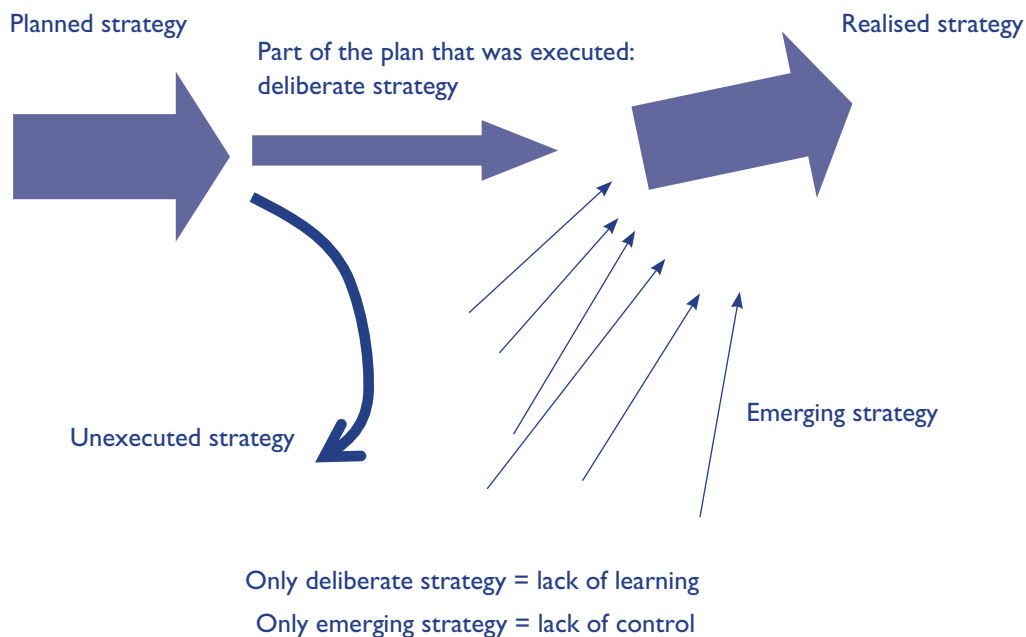 Planned strategy
Realised strategy
Part of the plan that was executed:
deliberate strategy
Emerging strategy
Unexecuted strategy
Only deliberate strategy = lack of learning
Only emerging strategy = lack of control